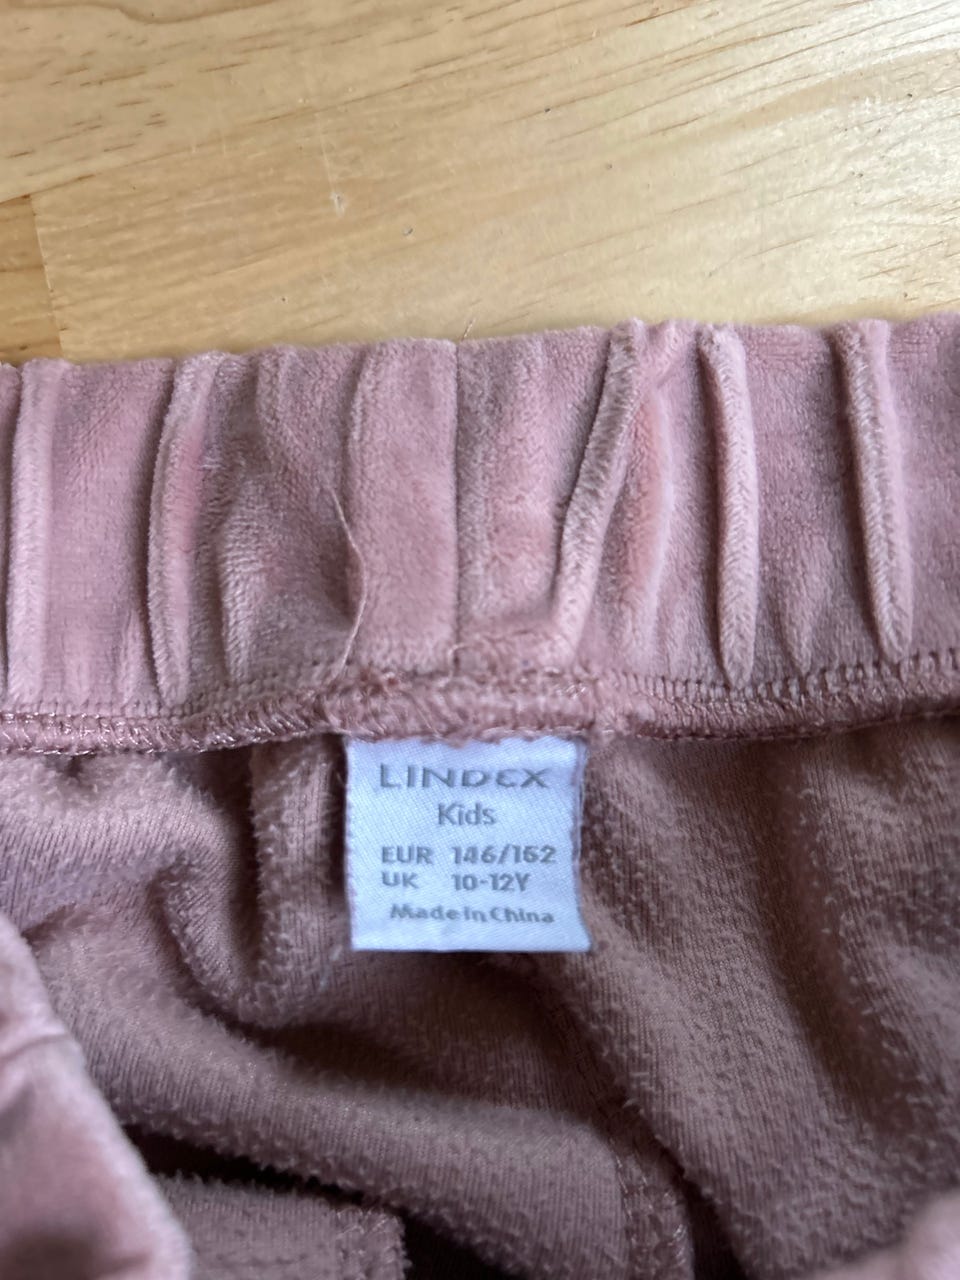 LINDEX
Kids
EUR 146/152
UK 10-12Y
Made in China